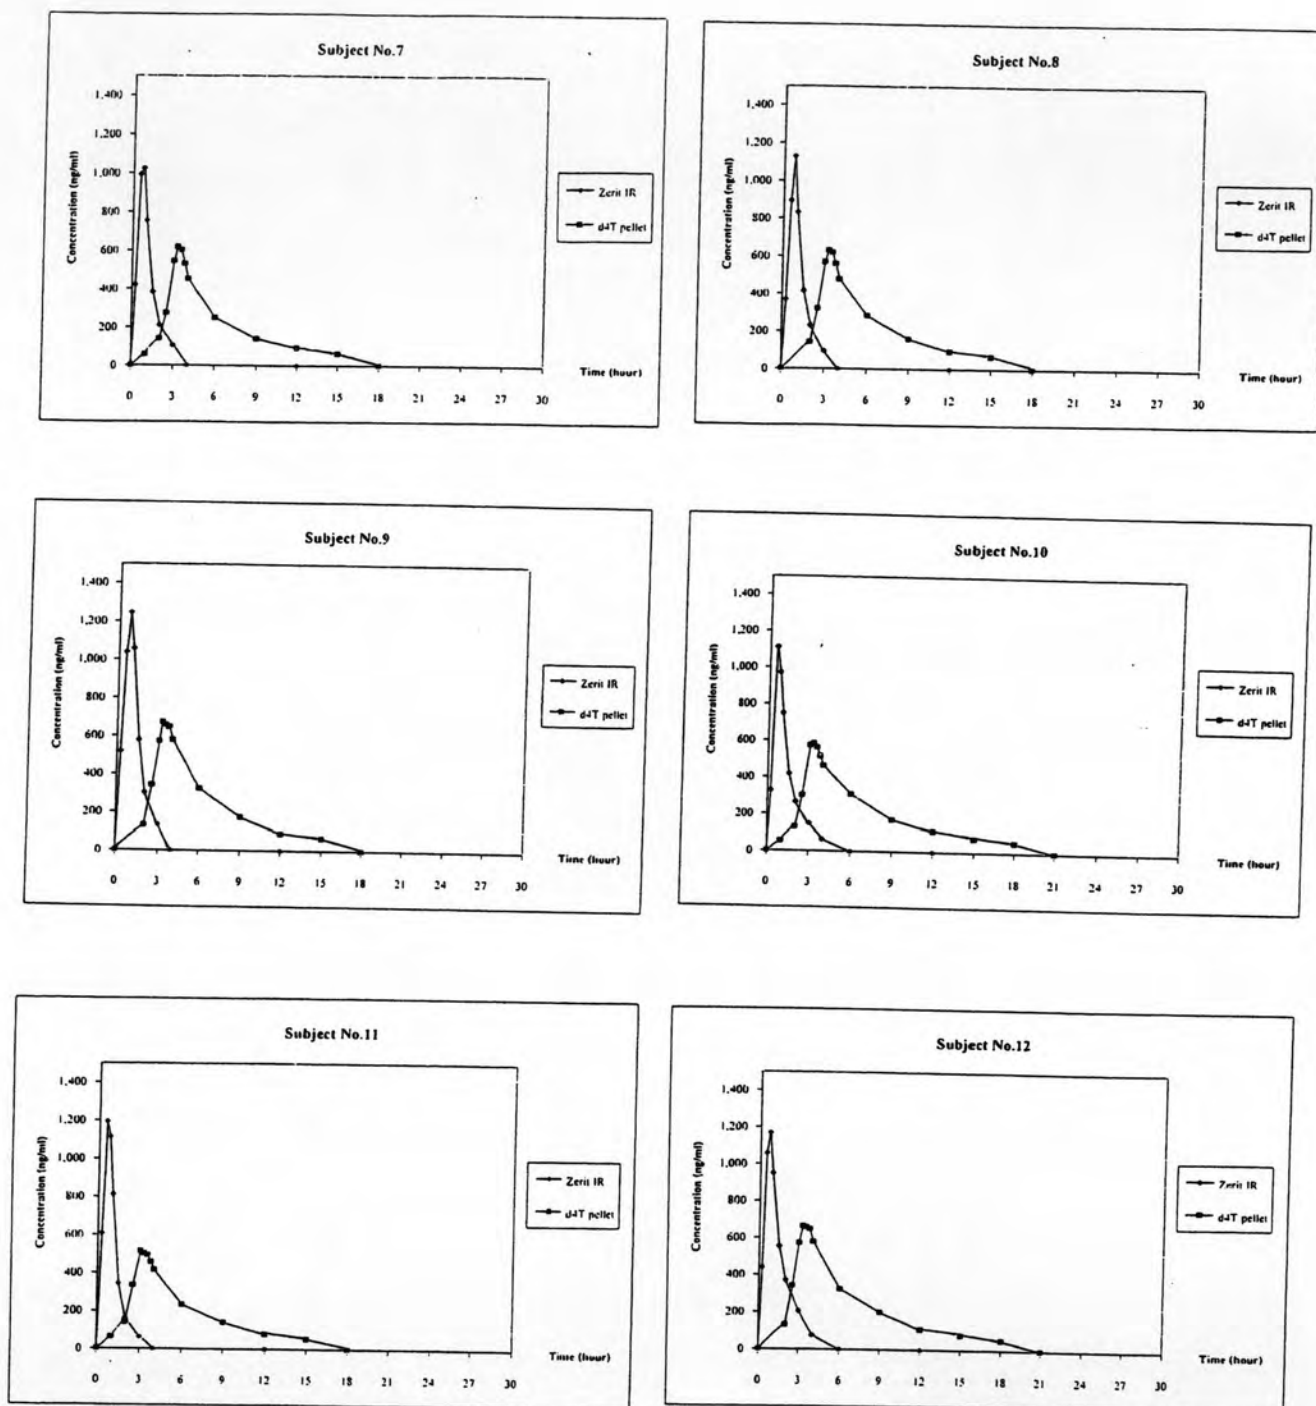 Subject No.7
1,400
1,200
1,000
800
600
400
200
0
Concentration (ng/ml)
0 3 6 9 12 15 18 21 24 27 30
Time (hour)
Zerit IR
d4T pellet
Subject No.8
1,400
1,200
1,000
800
600
400
200
0
Concentration (ng/ml)
0 3 6 9 12 15 18 21 24 27 30
Time (hour)
Zerit IR
d4T pellet
Subject No.9
1,400
1,200
1,000
800
600
400
200
0
Concentration (ng/ml)
0 3 6 9 12 15 18 21 24 27 30
Time (hour)
Zerit IR
d4T pellet
Subject No.10
1,400
1,200
1,000
800
600
400
200
0
Concentration (ng/ml)
0 3 6 9 12 15 18 21 24 27 30
Time (hour)
Zerit IR
d4T pellet
Subject No.11
1,400
1,200
1,000
800
600
400
200
0
Concentration (ng/ml)
0 3 6 9 12 15 18 21 24 27 30
Time (hour)
Zerit IR
d4T pellet
Subject No.12
1,400
1,200
1,000
800
600
400
200
0
Concentration (ng/ml)
0 3 6 9 12 15 18 21 24 27 30
Time (hour)
Zerit IR
d4T pellet